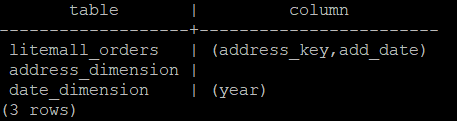 table | column
-------------------+-------------------------
litemall_orders | (address_key,add_date)
address_dimension |
date_dimension | (year)
(3 rows)